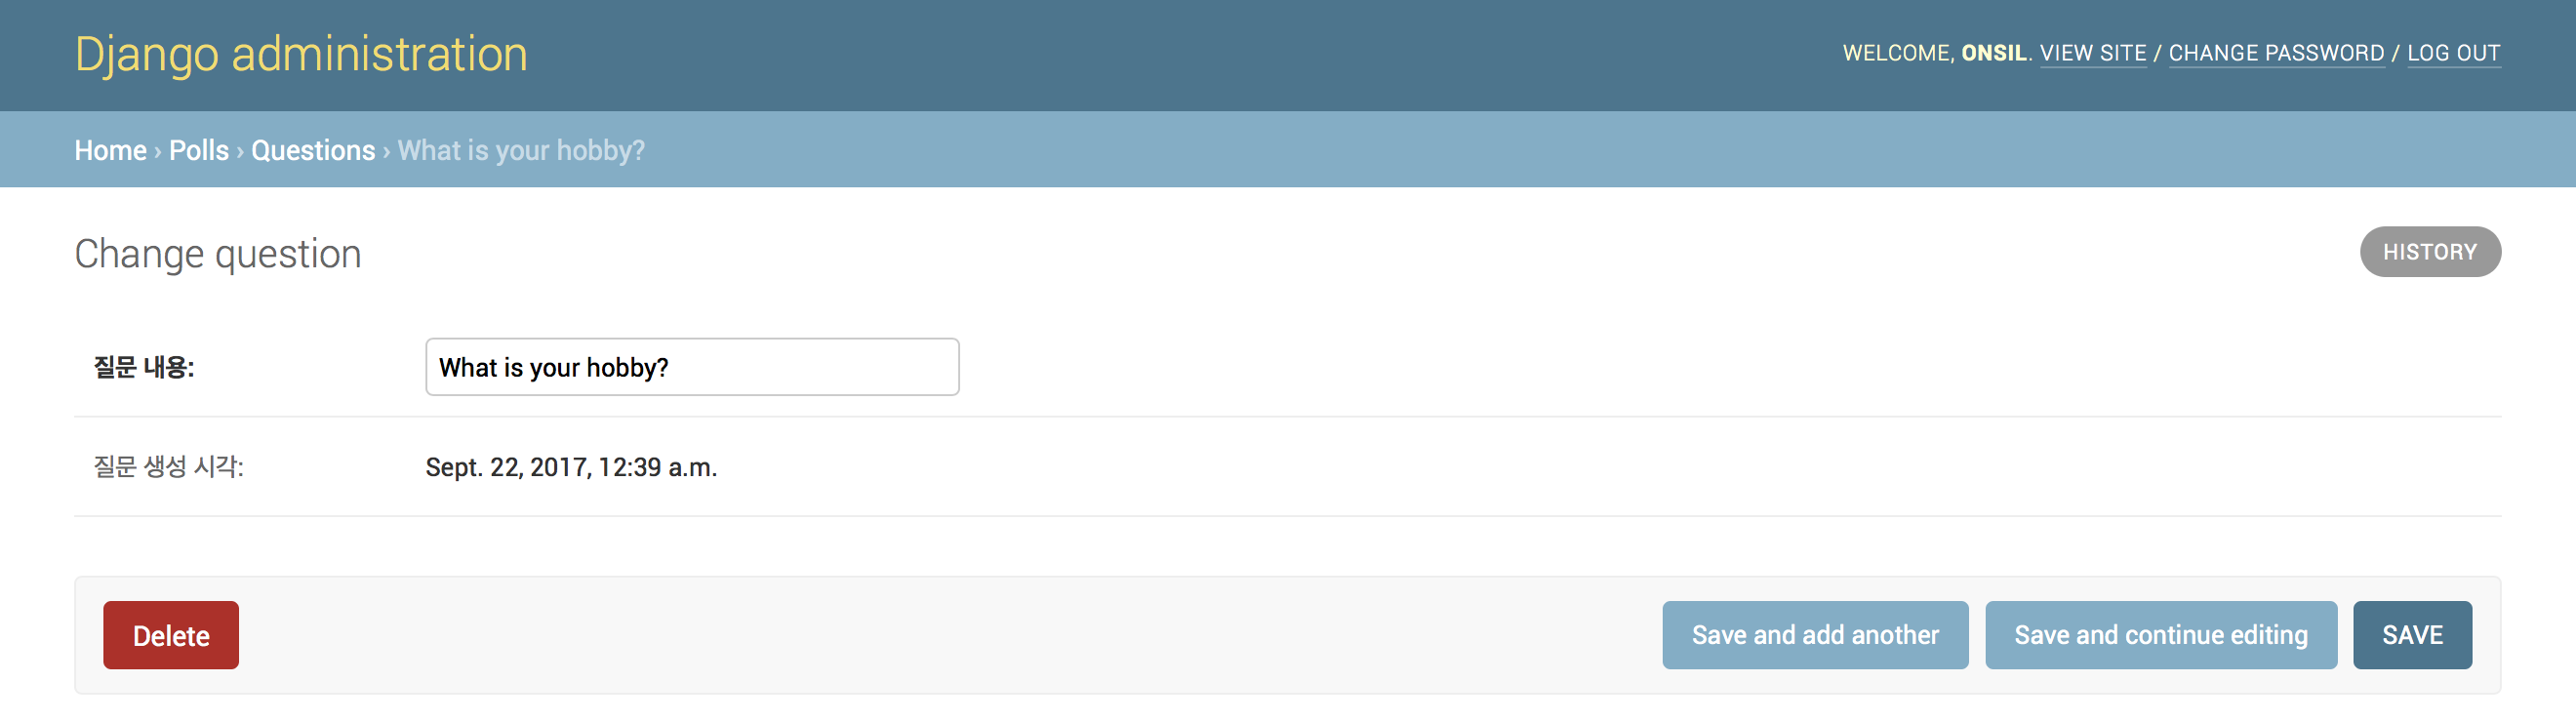 Django administration
WELCOME, ONSIL. VIEW SITE / CHANGE PASSWORD / LOG OUT
Home › Polls › Questions › What is your hobby?
Change question
HISTORY
질문 내용:
What is your hobby?
질문 생성 시각:
Sept. 22, 2017, 12:39 a.m.
Delete
Save and add another
Save and continue editing
SAVE